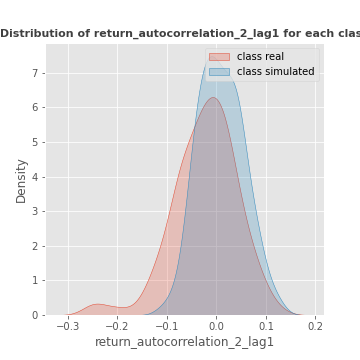 Distribution of return_autocorrelation_2_lag1 for each clas
class real
class simulated
7
6
5
4
3
2
1
0
Density
−0.3 −0.2 −0.1 0.0 0.1 0.2
return_autocorrelation_2_lag1